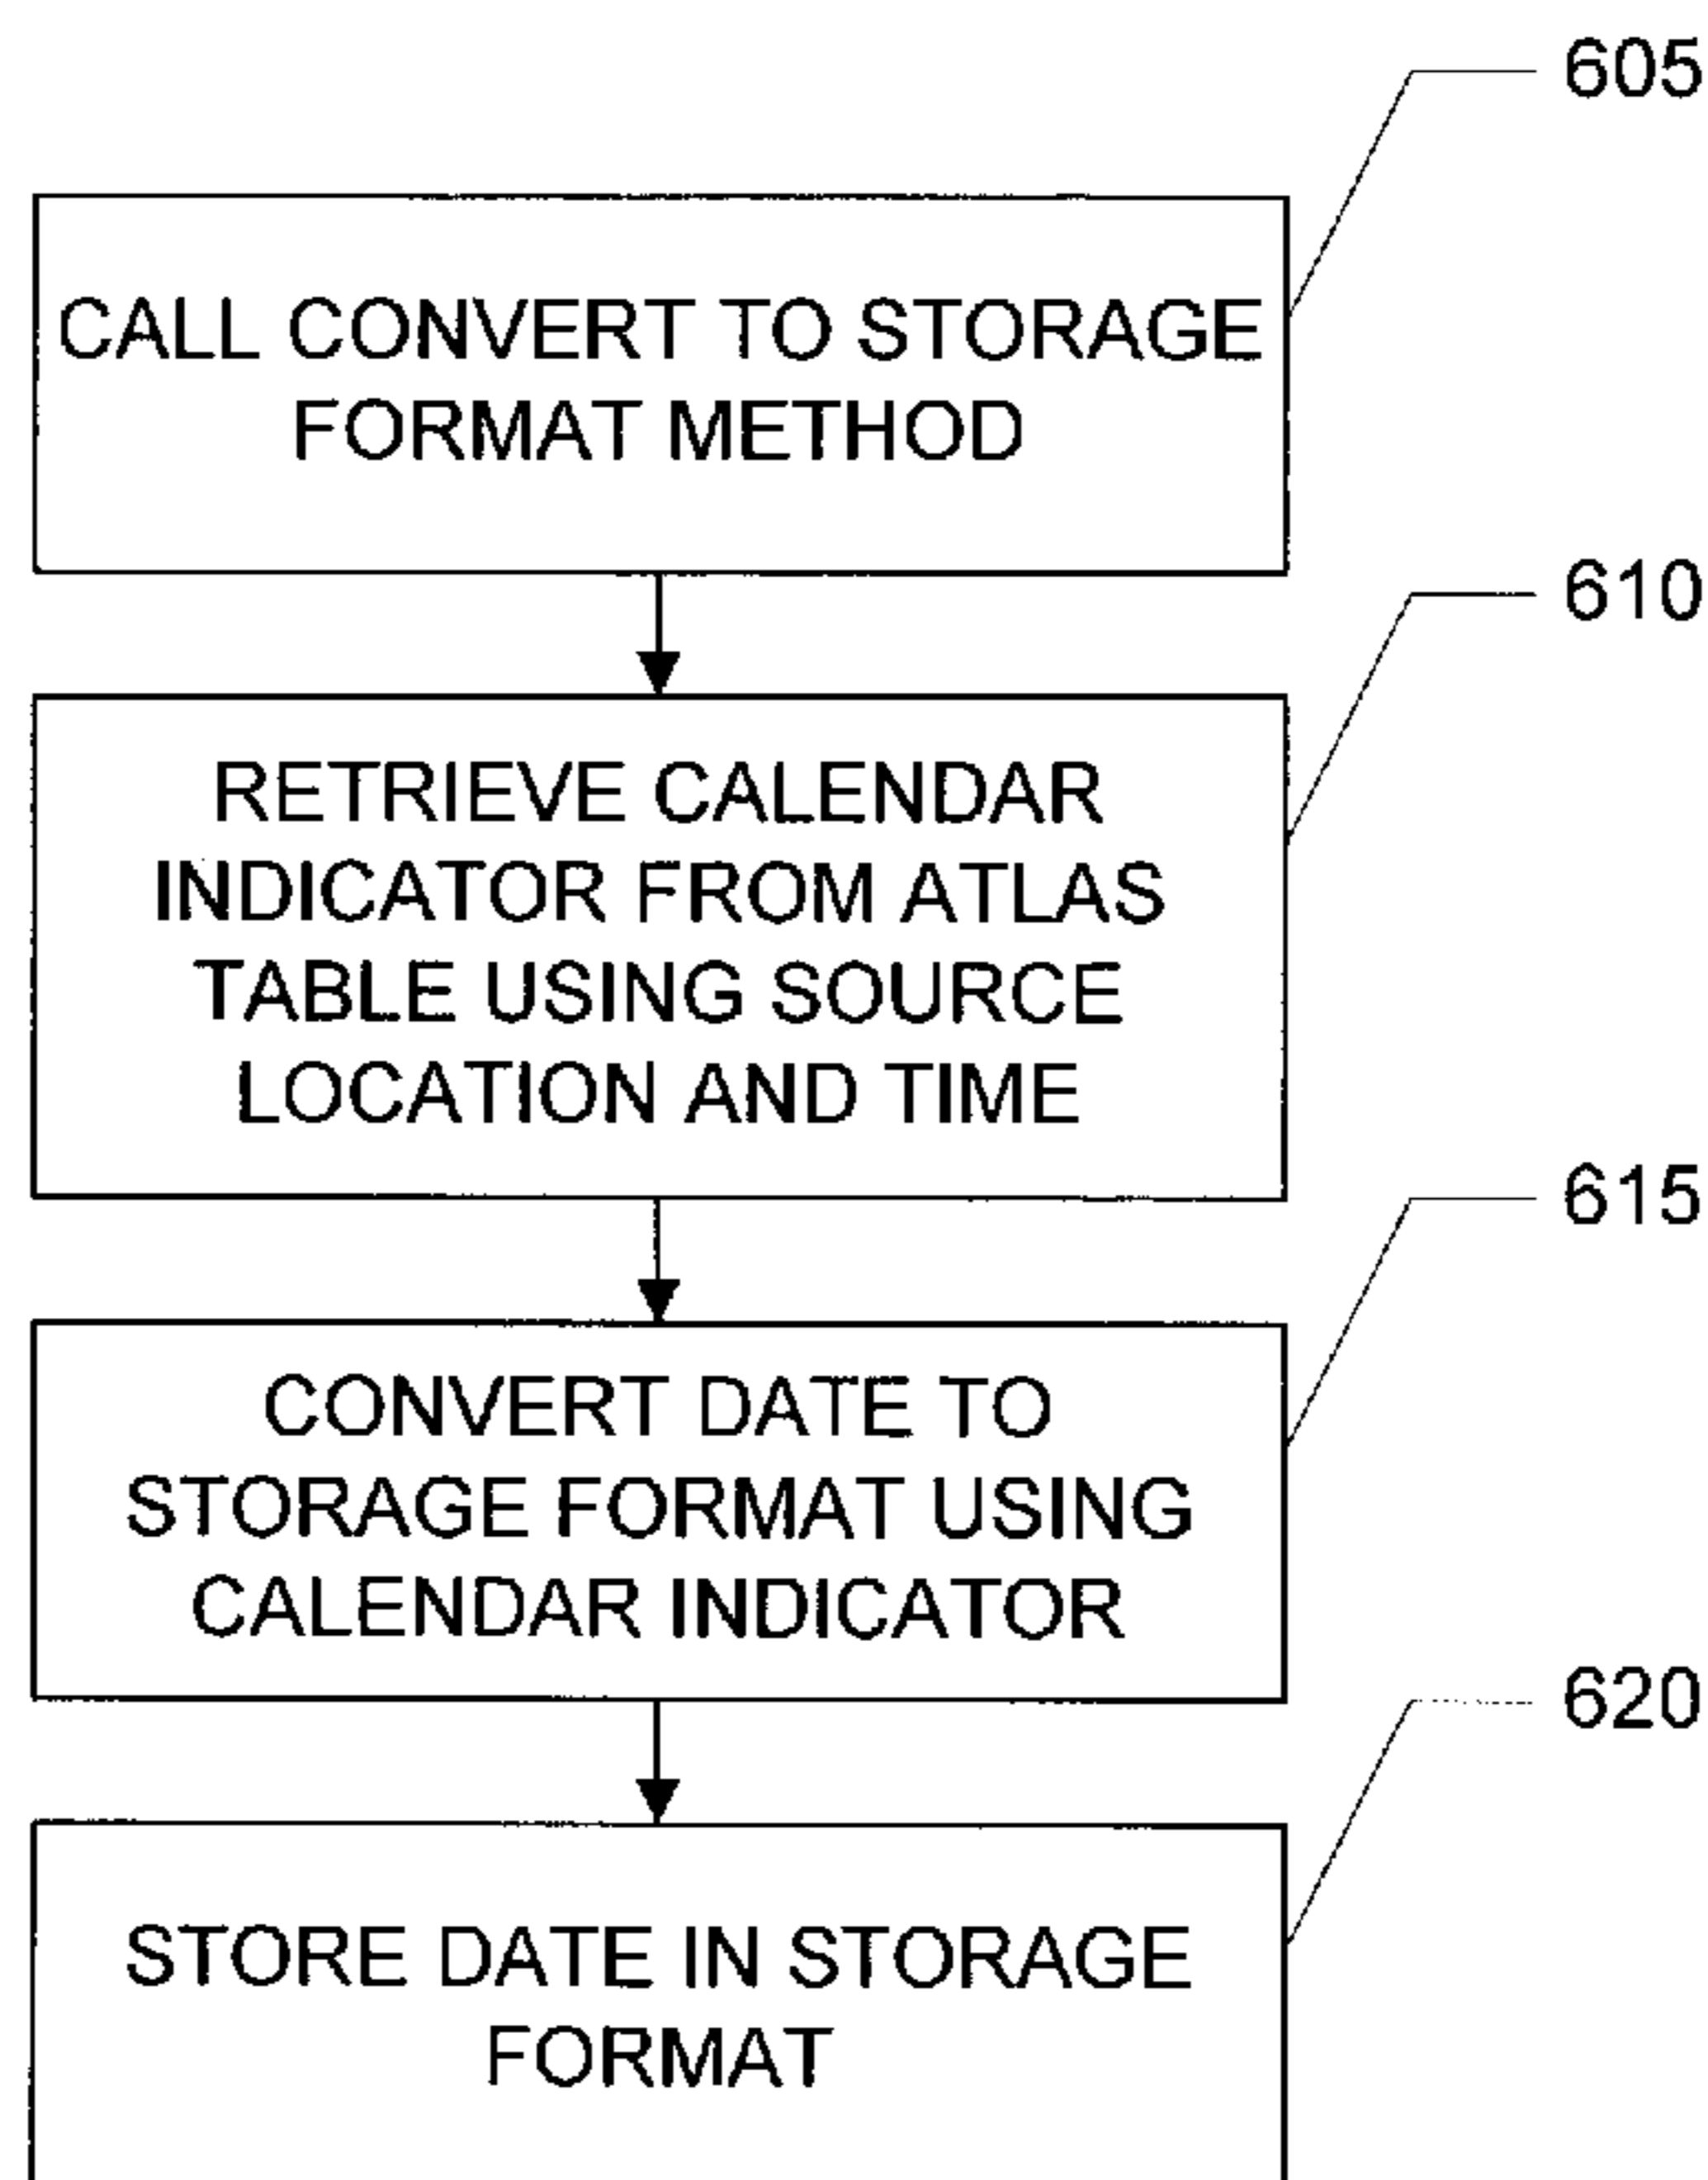 605
CALL CONVERT TO STORAGE
FORMAT METHOD
610
RETRIEVE CALENDAR
INDICATOR FROM ATLAS
TABLE USING SOURCE
LOCATION AND TIME
615
CONVERT DATE TO
STORAGE FORMAT USING
CALENDAR INDICATOR
620
STORE DATE IN STORAGE
FORMAT